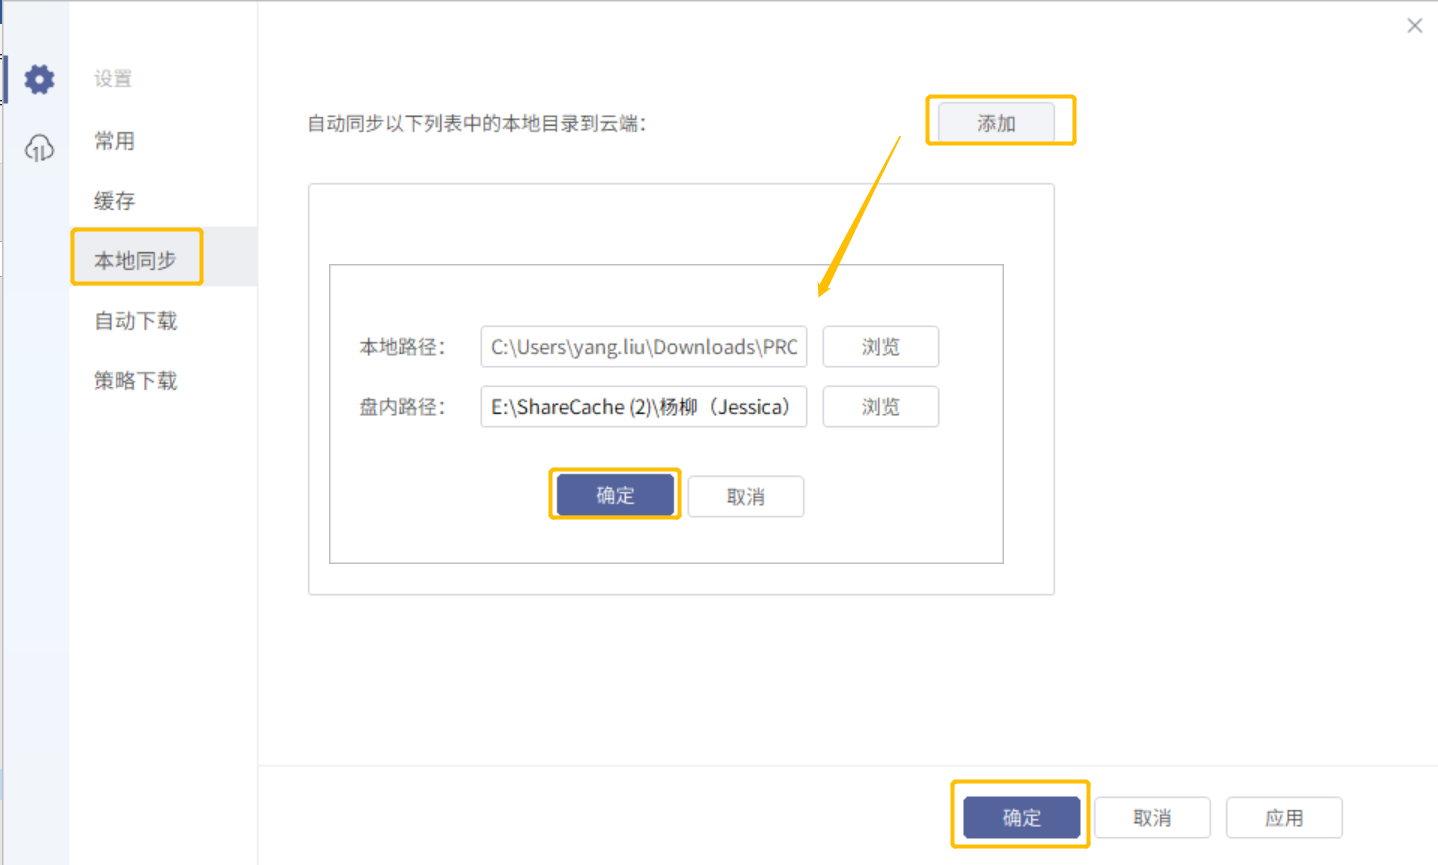 设置
常用
缓存
本地同步
自动下载
策略下载
自动同步以下列表中的本地目录到云端：
添加
本地路径：
C:\Users\yang.liu\Downloads\PRC
浏览
盘内路径：
E:\ShareCache (2)\杨柳（Jessica）
浏览
确定
取消
确定
取消
应用